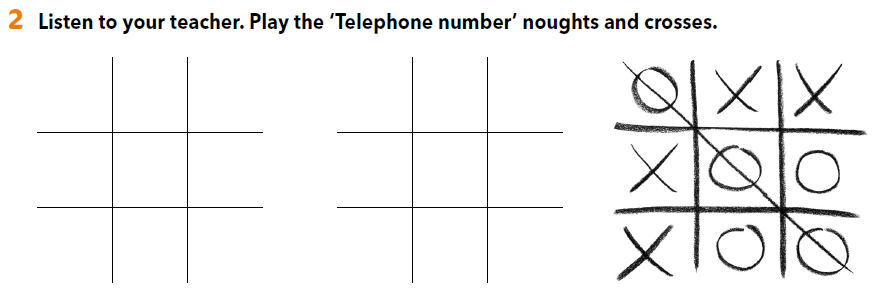 2 Listen to your teacher. Play the ‘Telephone number’ noughts and crosses.
O X X
X O O
X O O